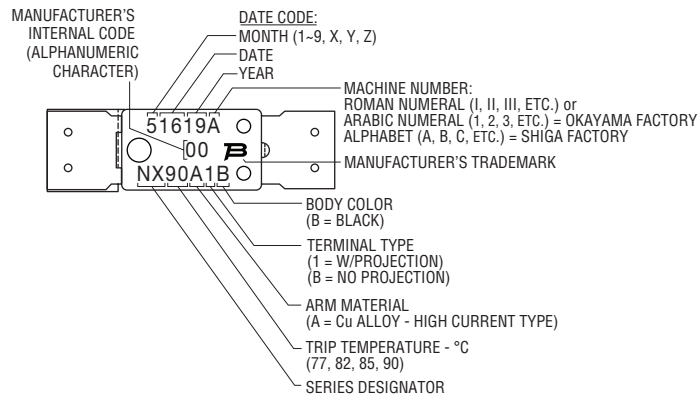 MANUFACTURER'S
INTERNAL CODE
(ALPHANUMERIC
CHARACTER)
DATE CODE:
MONTH (1~9, X, Y, Z)
DATE
YEAR
MACHINE NUMBER:
ROMAN NUMERAL (I, II, III, ETC.) or
ARABIC NUMERAL (1, 2, 3, ETC.) = OKAYAMA FACTORY
ALPHABET (A, B, C, ETC.) = SHIGA FACTORY
MANUFACTURER'S TRADEMARK
51619A
00 B
NX90A1B
BODY COLOR
(B = BLACK)
TERMINAL TYPE
(1 = W/PROJECTION)
(B = NO PROJECTION)
ARM MATERIAL
(A = Cu ALLOY - HIGH CURRENT TYPE)
TRIP TEMPERATURE - °C
(77, 82, 85, 90)
SERIES DESIGNATOR